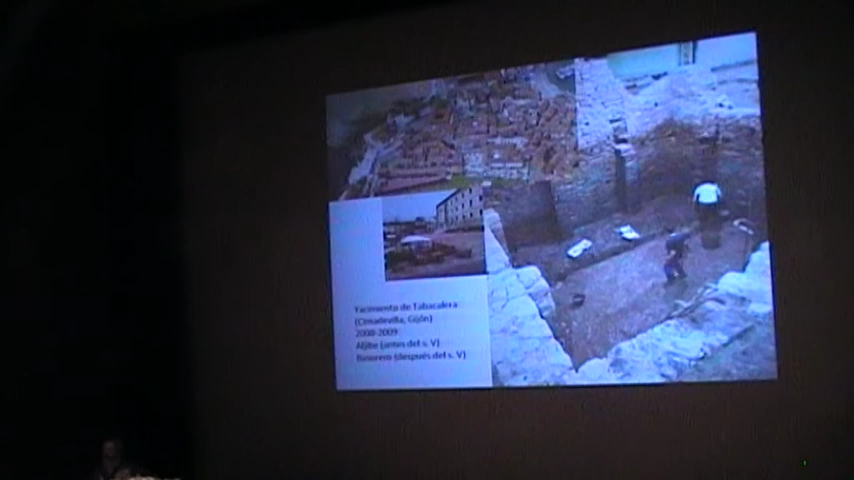 Yacimiento de Tabacalera
(Cimadevilla, Gijón)
2008-2009
Aljibe (antes del s. V)
Basurero (después del s. V)